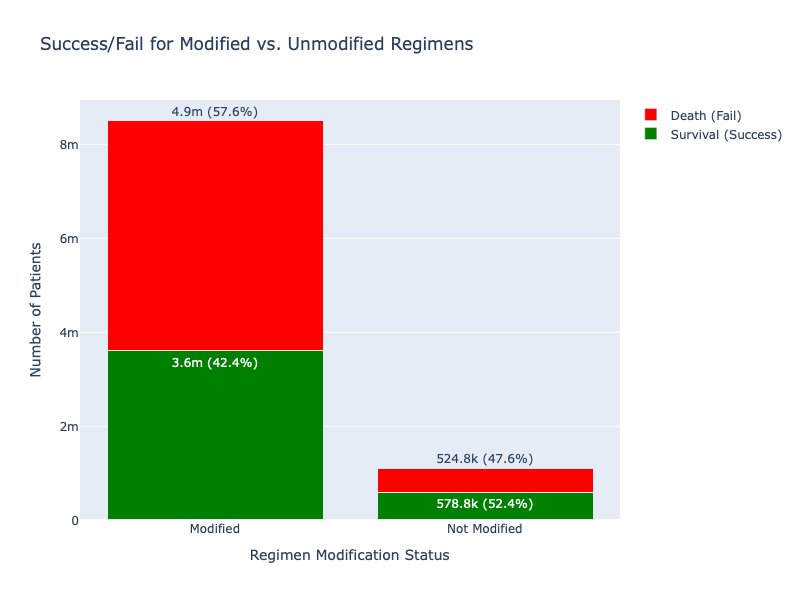 Success/Fail for Modified vs. Unmodified Regimens
4.9m (57.6%)
Death (Fail)
Survival (Success)
8m
6m
4m
2m
0
Number of Patients
3.6m (42.4%)
524.8k (47.6%)
578.8k (52.4%)
Modified
Not Modified
Regimen Modification Status